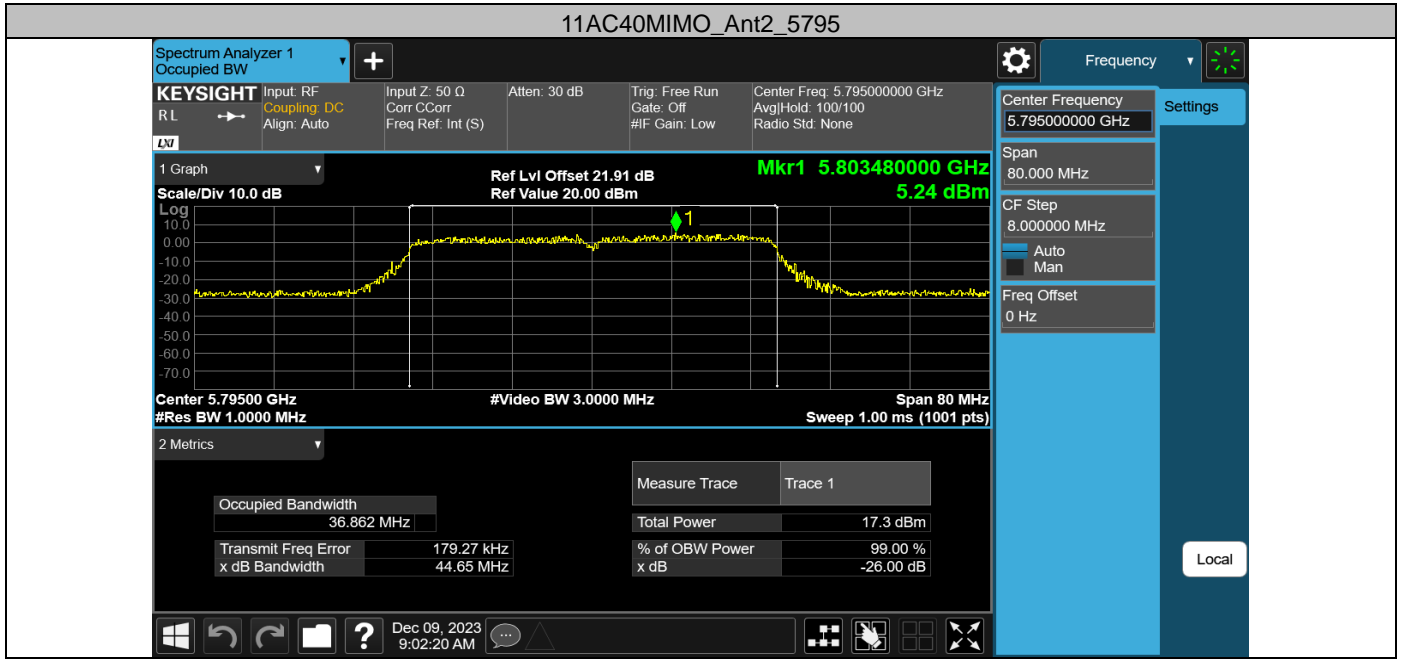 11AC40MIMO_Ant2_5795
Spectrum Analyzer 1
Occupied BW
Frequency
KEYSIGHT
RL
LXI
Input: RF
Coupling: DC
Align: Auto
Input Z: 50 Ω
Corr CCorr
Freq Ref: Int (S)
Atten: 30 dB
Trig: Free Run
Gate: Off
#IF Gain: Low
Center Freq: 5.795000000 GHz
Avg|Hold: 100/100
Radio Std: None
Center Frequency
5.795000000 GHz
Settings
Span
80.000 MHz
CF Step
8.000000 MHz
Auto
Man
Freq Offset
0 Hz
Local
1 Graph
Scale/Div 10.0 dB
Ref Lvl Offset 21.91 dB
Ref Value 20.00 dBm
Mkr1 5.803480000 GHz
5.24 dBm
Log
10.0
0.00
-10.0
-20.0
-30.0
-40.0
-50.0
-60.0
-70.0
1
Center 5.79500 GHz
#Res BW 1.0000 MHz
#Video BW 3.0000 MHz
Span 80 MHz
Sweep 1.00 ms (1001 pts)
2 Metrics
Measure Trace Trace 1
Occupied Bandwidth
36.862 MHz
Total Power 17.3 dBm
Transmit Freq Error 179.27 kHz
% of OBW Power 99.00 %
x dB Bandwidth 44.65 MHz
x dB -26.00 dB
?
Dec 09, 2023
9:02:20 AM